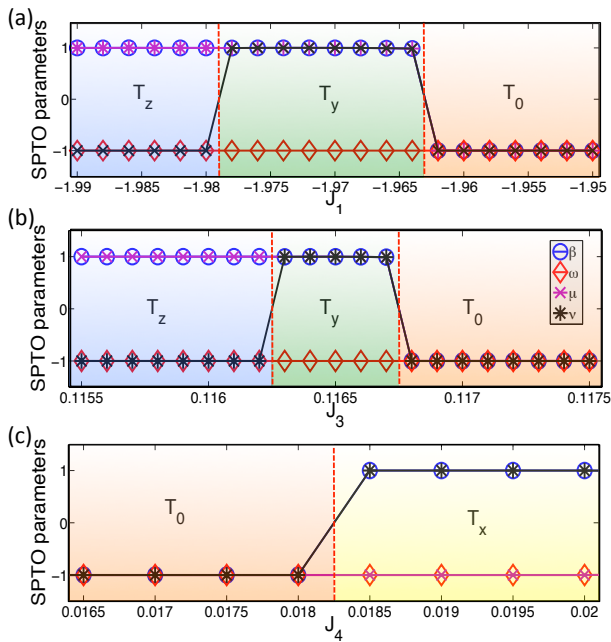 (a)
SPTO parameters
1
0
−1
T_z
T_y
T_0
−1.99 −1.985 −1.98 −1.975 −1.97 −1.965 −1.96 −1.955 −1.95
J_1
(b)
SPTO parameters
1
0
−1
T_z
T_y
T_0
β
ω
μ
ν
0.1155 0.116 0.1165 0.117 0.1175
J_3
(c)
SPTO parameters
1
0
−1
T_0
T_x
0.0165 0.017 0.0175 0.018 0.0185 0.019 0.0195 0.02
J_4